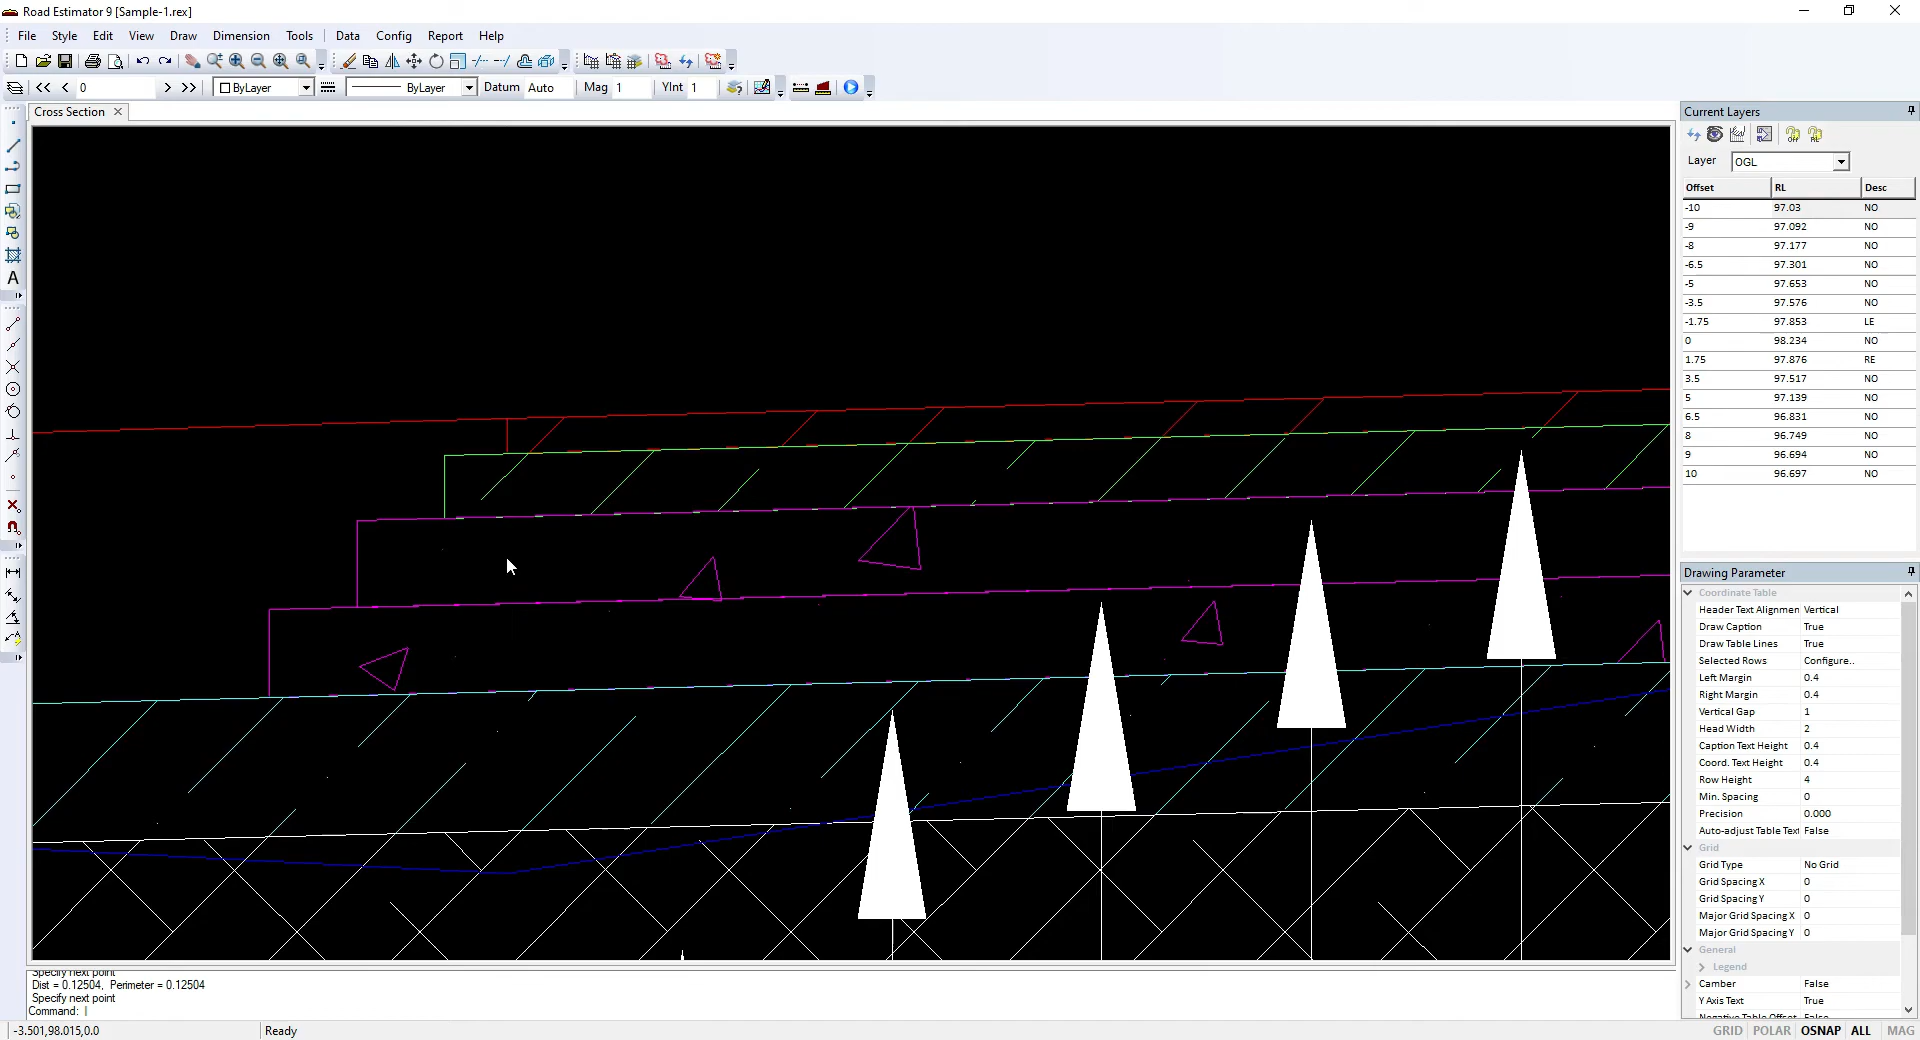 Road Estimator 9 [Sample-1.rex]
File Style Edit View Draw Dimension Tools Data Config Report Help
0 ByLayer ByLayer Datum Auto Mag 1 YInt 1
Cross Section
Current Layers
Layer OGL
Offset RL Desc
-10 97.03 NO
-9 97.092 NO
-8 97.177 NO
-6.5 97.301 NO
-5 97.653 NO
-3.5 97.576 NO
-1.75 97.853 LE
0 98.234 NO
1.75 97.876 RE
3.5 97.517 NO
5 97.139 NO
6.5 96.831 NO
8 96.749 NO
9 96.694 NO
10 96.697 NO
Drawing Parameter
Coordinate Table
Header Text Alignmen Vertical
Draw Caption True
Draw Table Lines True
Selected Rows Configure..
Left Margin 0.4
Right Margin 0.4
Vertical Gap 1
Head Width 2
Caption Text Height 0.4
Coord. Text Height 0.4
Row Height 4
Min. Spacing 0
Precision 0.000
Auto-adjust Table Text False
Grid
Grid Type No Grid
Grid Spacing X 0
Grid Spacing Y 0
Major Grid Spacing X 0
Major Grid Spacing Y 0
General
Legend
Camber False
Y Axis Text True
Negative Table Offset False
Specify next point
Dist = 0.12504, Perimeter = 0.12504
Specify next point
Command:
-3.501,98.015,0.0 Ready
GRID POLAR OSNAP ALL MAG